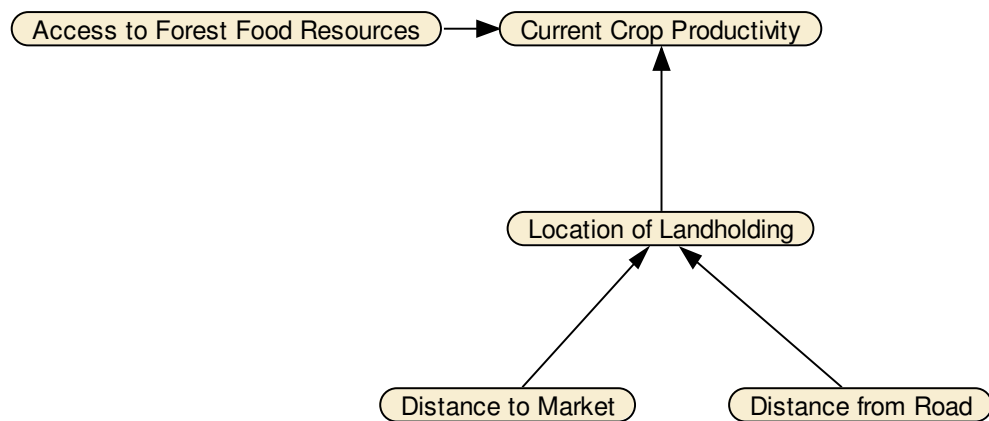 Access to Forest Food Resources
Current Crop Productivity
Location of Landholding
Distance to Market
Distance from Road